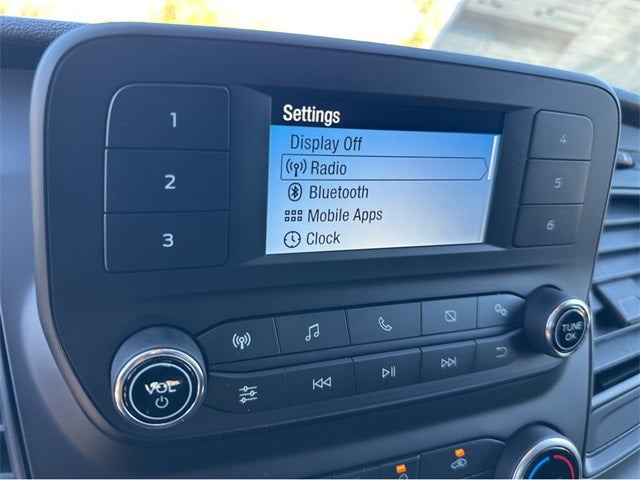 Settings
Display Off
Radio
Bluetooth
Mobile Apps
Clock
1
2
3
4
5
6
VOL
TUNE
OK